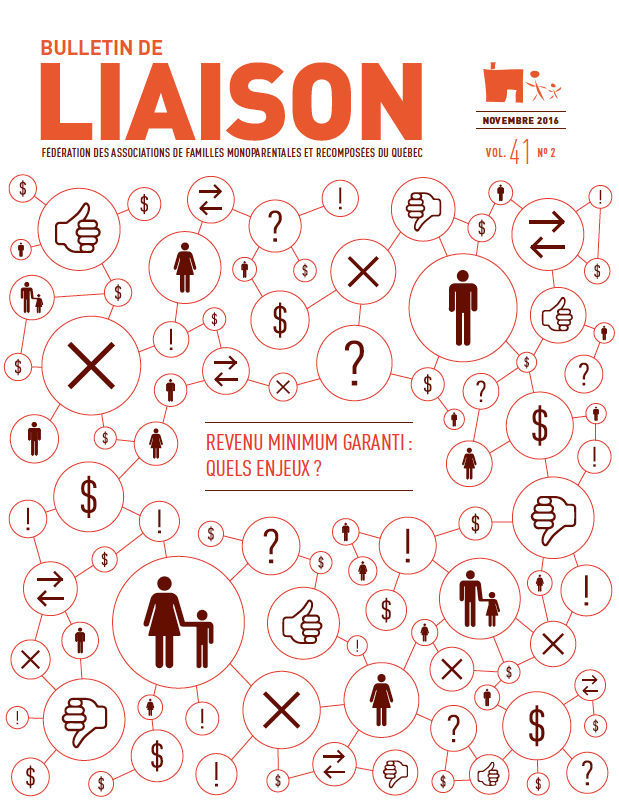 BULLETIN DE
LIAISON
FÉDÉRATION DES ASSOCIATIONS DE FAMILLES MONOPARENTALES ET RECOMPOSÉES DU QUÉBEC
NOVEMBRE 2016
VOL. 41 Nº 2
REVENU MINIMUM GARANTI :
QUELS ENJEUX ?